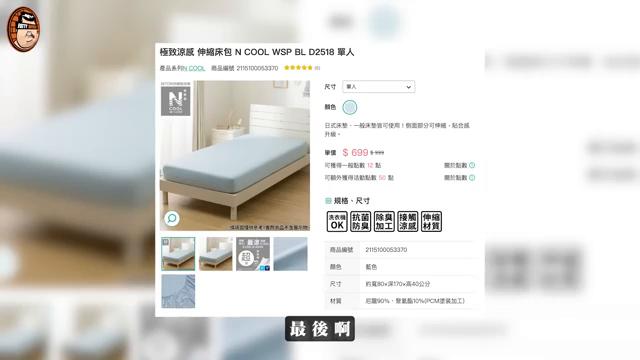 極致涼感 伸縮床包 N COOL WSP BL D2518 單人
產品系列N COOL 商品編號 2115100053370 (6)
尺寸 單人
顏色
日式床墊、一般床墊皆可使用！側面部分可伸縮，貼合感升級。
單價 $ 699 $ 999
可獲得一般點數 12 點 關於點數
可額外獲得活動點數 50 點 關於點數
規格、尺寸
洗衣機OK 抗菌防臭 除臭加工 接觸涼感 伸縮材質
商品編號 2115100053370
顏色 藍色
尺寸 約寬80×深170×高40公分
材質 尼龍90%、聚氨酯10%(PCM塗裝加工)
N COOL
最後啊